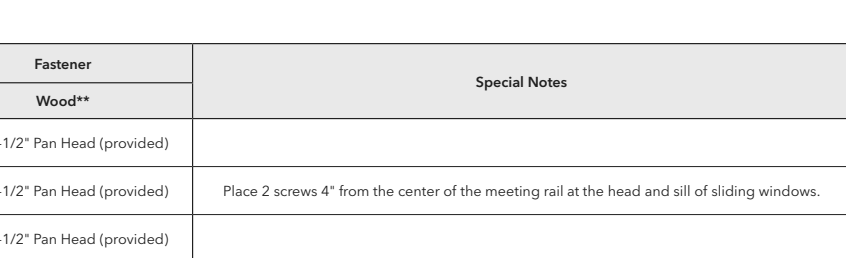 Fastener
Special Notes
Wood**
-1/2" Pan Head (provided)
-1/2" Pan Head (provided)
Place 2 screws 4" from the center of the meeting rail at the head and sill of sliding windows.
-1/2" Pan Head (provided)